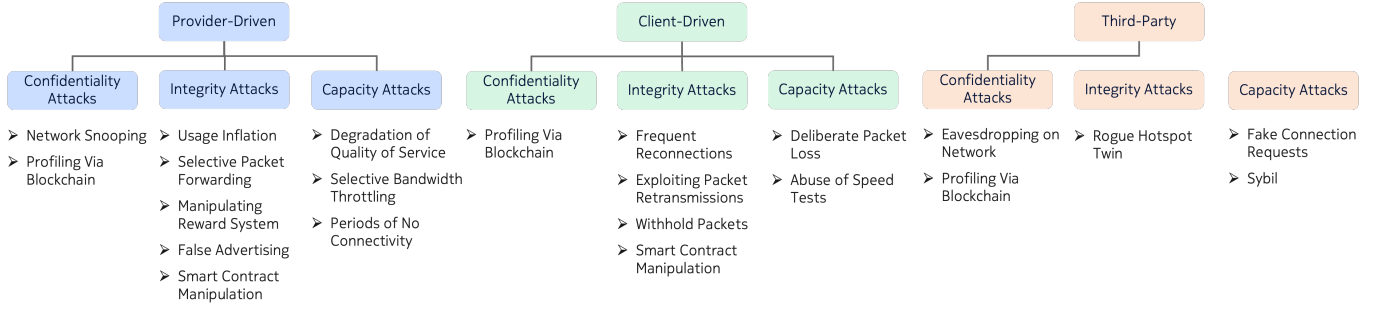 Provider-Driven
Client-Driven
Third-Party
Confidentiality
Attacks
Integrity Attacks
Capacity Attacks
Confidentiality
Attacks
Integrity Attacks
Capacity Attacks
Confidentiality
Attacks
Integrity Attacks
Capacity Attacks
➢ Network Snooping
➢ Profiling Via
Blockchain
➢ Usage Inflation
➢ Selective Packet
Forwarding
➢ Manipulating
Reward System
➢ False Advertising
➢ Smart Contract
Manipulation
➢ Degradation of
Quality of Service
➢ Selective Bandwidth
Throttling
➢ Periods of No
Connectivity
➢ Profiling Via
Blockchain
➢ Frequent
Reconnections
➢ Exploiting Packet
Retransmissions
➢ Withhold Packets
➢ Smart Contract
Manipulation
➢ Deliberate Packet
Loss
➢ Abuse of Speed
Tests
➢ Eavesdropping on
Network
➢ Profiling Via
Blockchain
➢ Rogue Hotspot
Twin
➢ Fake Connection
Requests
➢ Sybil